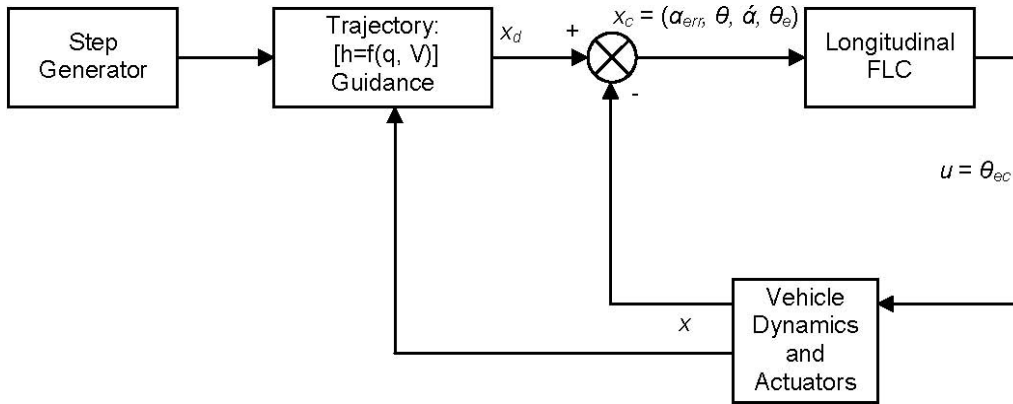 Step
Generator
Trajectory:
[h=f(q, V)]
Guidance
x_d
+
-
x_c = (α_err, θ, ά, θ_e)
Longitudinal
FLC
u = θ_ec
Vehicle
Dynamics
and
Actuators
x